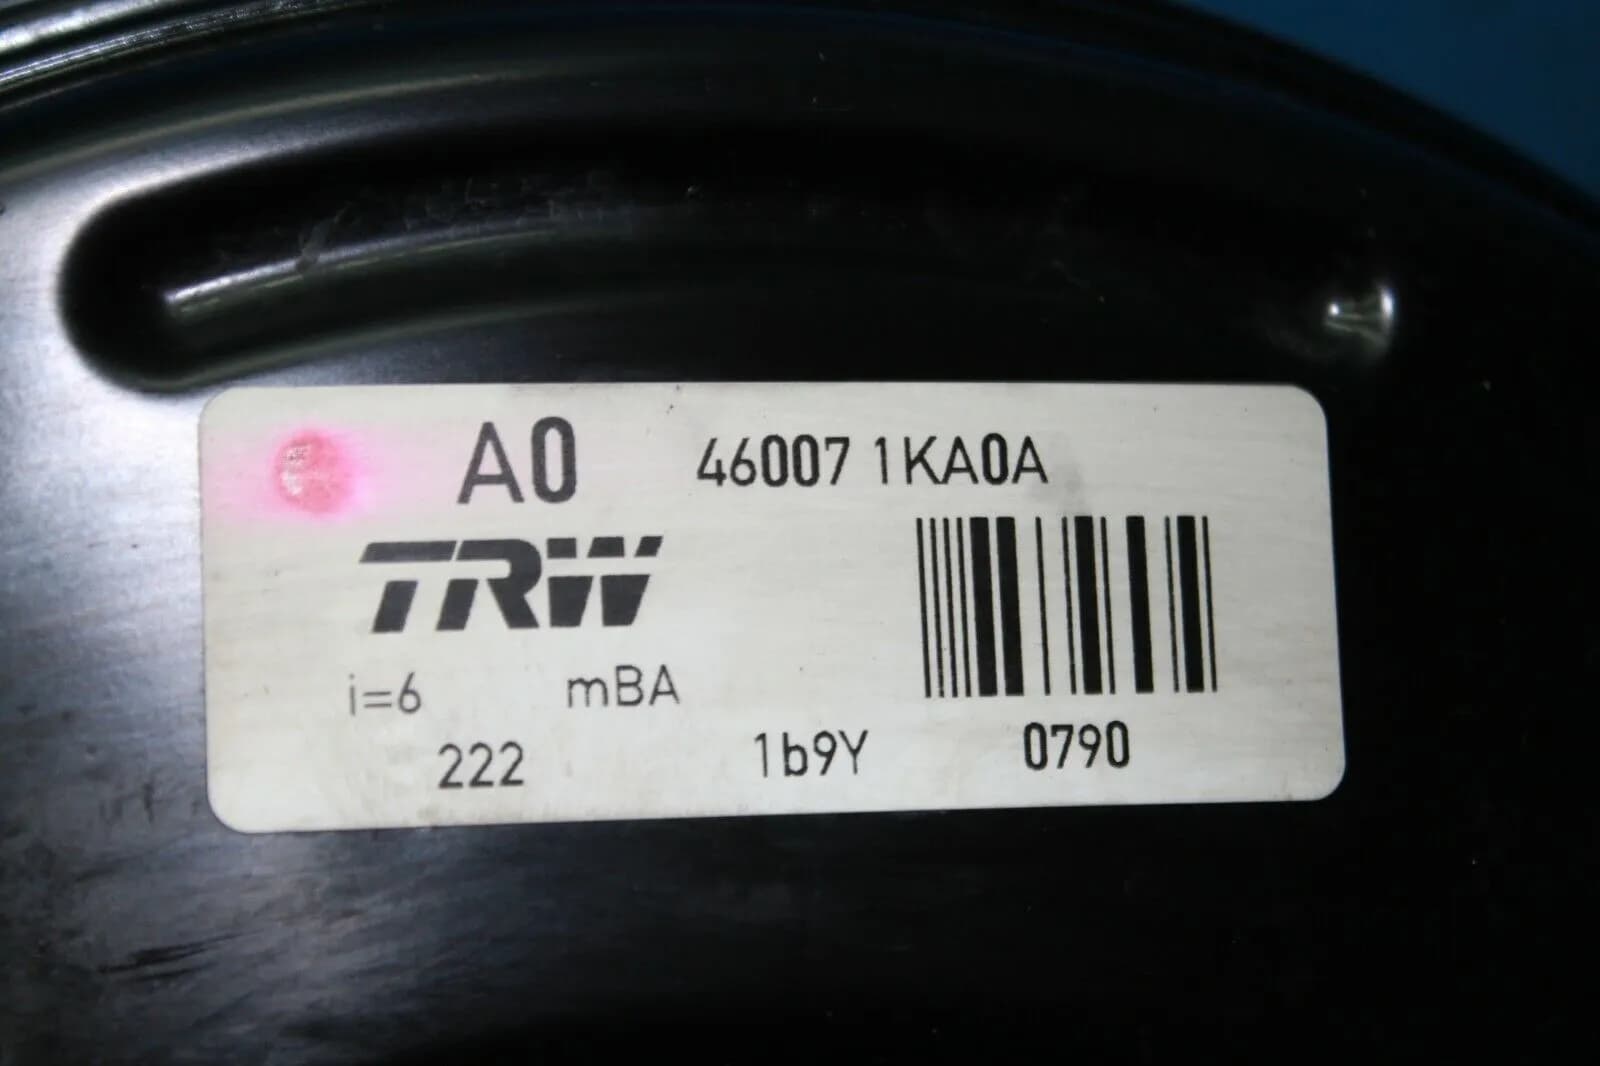 A0 46007 1KA0A
TRW
i=6 mBA
222 1b9Y 0790